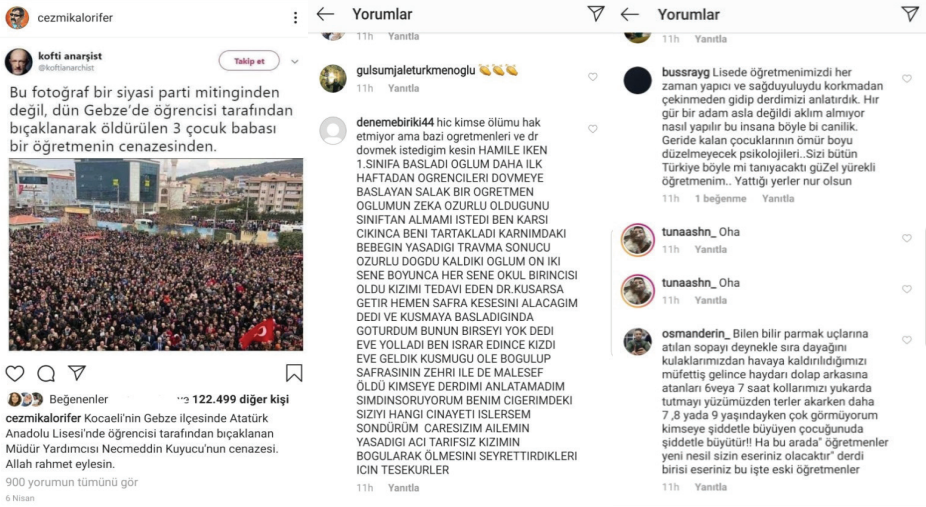 cezmikalorifer
kofti anarşist
@koftianarchist
Takip et
Bu fotoğraf bir siyasi parti mitinginden
değil, dün Gebze'de öğrencisi tarafından
bıçaklanarak öldürülen 3 çocuk babası
bir öğretmenin cenazesinden.
Beğenenler ve 122.499 diğer kişi
cezmikalorifer Kocaeli'nin Gebze ilçesinde Atatürk
Anadolu Lisesi'nde öğrencisi tarafından bıçaklanan
Müdür Yardımcısı Necmeddin Kuyucu'nun cenazesi.
Allah rahmet eylesin.
900 yorumun tümünü gör
6 Nisan
Yorumlar
11h Yanıtla
gulsumjaleturkmenoglu 👏👏👏
11h Yanıtla
denemebiriki44 hic kimse ölümu hak
etmiyor ama bazi ogretmenleri ve dr
dovmek istedigim kesin HAMILE IKEN
1.SINIFA BASLADI OGLUM DAHA ILK
HAFTADAN OGRENCILERI DOVMEYE
BASLAYAN SALAK BIR OGRETMEN
OGLUMUN ZEKA OZURLU OLDUGUNU
SINIFTAN ALMAMI ISTEDI BEN KARSI
CIKINCA BENI TARTAKLADI KARNIMDAKI
BEBEGIN YASADIGI TRAVMA SONUCU
OZURLU DOGDU KALDIKI OGLUM ON IKI
SENE BOYUNCA HER SENE OKUL BIRINCISI
OLDU KIZIMI TEDAVI EDEN DR.KUSARSA
GETIR HEMEN SAFRA KESESINI ALACAGIM
DEDI VE KUSMAYA BASLADIGINDA
GOTURDUM BUNUN BIRSEYI YOK DEDI
EVE YOLLADI BEN ISRAR EDINCE KIZDI
EVE GELDIK KUSMUGU OLE BOGULUP
SAFRASININ ZEHRI ILE DE MALESEF
ÖLDÜ KIMSEYE DERDIMI ANLATAMADIM
SIMDINSORUYORUM BENIM CIGERIMDEKI
SIZIYI HANGI CINAYETI ISLERSEM
SONDÜRÜM CARESIZIM AILEMIN
YASADIGI ACI TARIFSIZ KIZIMIN
BOGULARAK ÖLMESINI SEYRETTIRDIKLERI
ICIN TESEKURLER
11h Yanıtla
Yorumlar
11h Yanıtla
bussrayg Lisede öğretmenimizdi her
zaman yapıcı ve sağduyuluydu korkmadan
çekinmeden gidip derdimizi anlatırdık. Hır
gür bir adam asla değildi aklım almıyor
nasıl yapılır bu insana böyle bi canilik.
Geride kalan çocuklarının ömür boyu
düzelmeyecek psikolojileri..Sizi bütün
Türkiye böyle mi tanıyacaktı güZel yürekli
öğretmenim.. Yattığı yerler nur olsun
11h 1 beğenme Yanıtla
tunaashn_ Oha
11h Yanıtla
tunaashn_ Oha
11h Yanıtla
osmanderin_ Bilen bilir parmak uçlarına
atılan sopayı deynekle sıra dayağını
kulaklarımızdan havaya kaldırılıdığımızı
müfettiş gelince haydarı dolap arkasına
atanları 6veya 7 saat kollarımızı yukarda
tutmayı yüzümüzden terler akarken daha
7 ,8 yada 9 yaşındayken çok görmüyorum
kimseye şiddetle büyüyen çocuğunuda
şiddetle büyütür!! Ha bu arada" öğretmenler
yeni nesil sizin eseriniz olacaktır" derdi
birisi eseriniz bu işte eski öğretmenler
11h Yanıtla